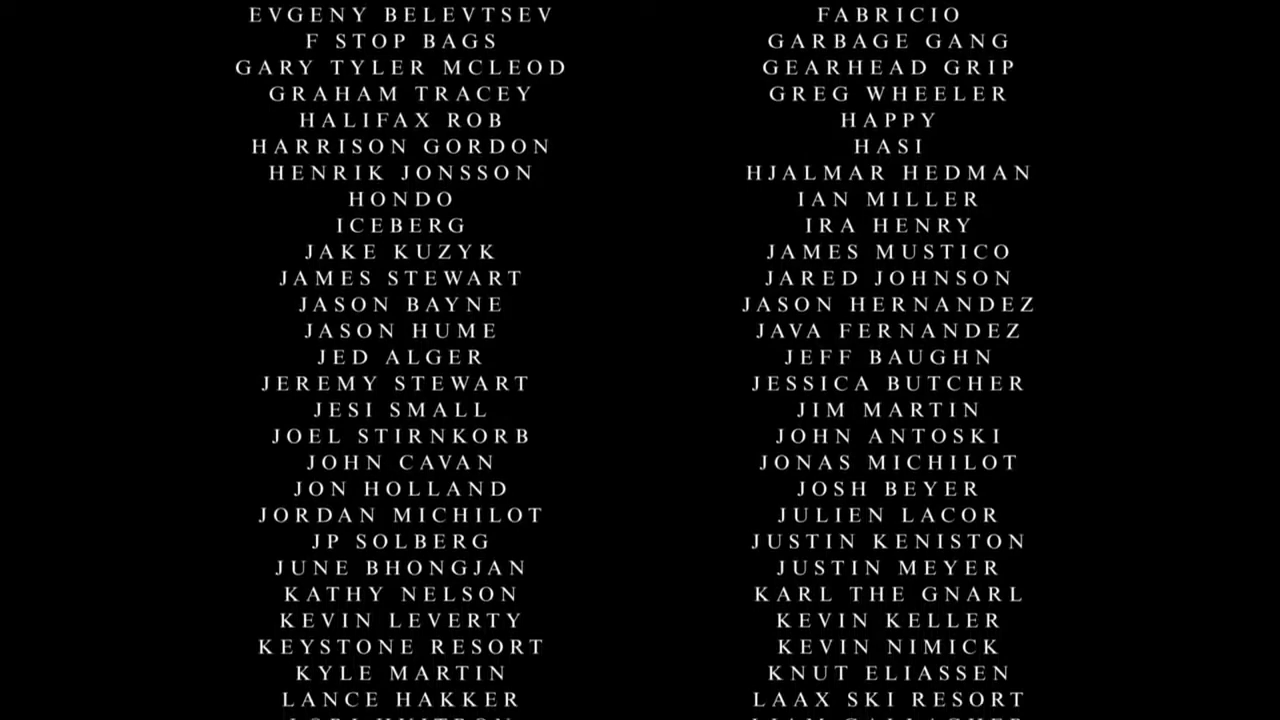 EVGENY BELEVTSEV
FABRICIO
F STOP BAGS
GARBAGE GANG
GARY TYLER MCLEOD
GEARHEAD GRIP
GRAHAM TRACEY
GREG WHEELER
HALIFAX ROB
HAPPY
HARRISON GORDON
HASI
HENRIK JONSSON
HJALMAR HEDMAN
HONDO
IAN MILLER
ICEBERG
IRA HENRY
JAKE KUZYK
JAMES MUSTICO
JAMES STEWART
JARED JOHNSON
JASON BAYNE
JASON HERNANDEZ
JASON HUME
JAVA FERNANDEZ
JED ALGER
JEFF BAUGHN
JEREMY STEWART
JESSICA BUTCHER
JESI SMALL
JIM MARTIN
JOEL STIRNKORB
JOHN ANTOSKI
JOHN CAVAN
JONAS MICHILOT
JON HOLLAND
JOSH BEYER
JORDAN MICHILOT
JULIEN LACOR
JP SOLBERG
JUSTIN KENISTON
JUNE BHONGJAN
JUSTIN MEYER
KATHY NELSON
KARL THE GNARL
KEVIN LEVERTY
KEVIN KELLER
KEYSTONE RESORT
KEVIN NIMICK
KYLE MARTIN
KNUT ELIASSEN
LANCE HAKKER
LAAX SKI RESORT